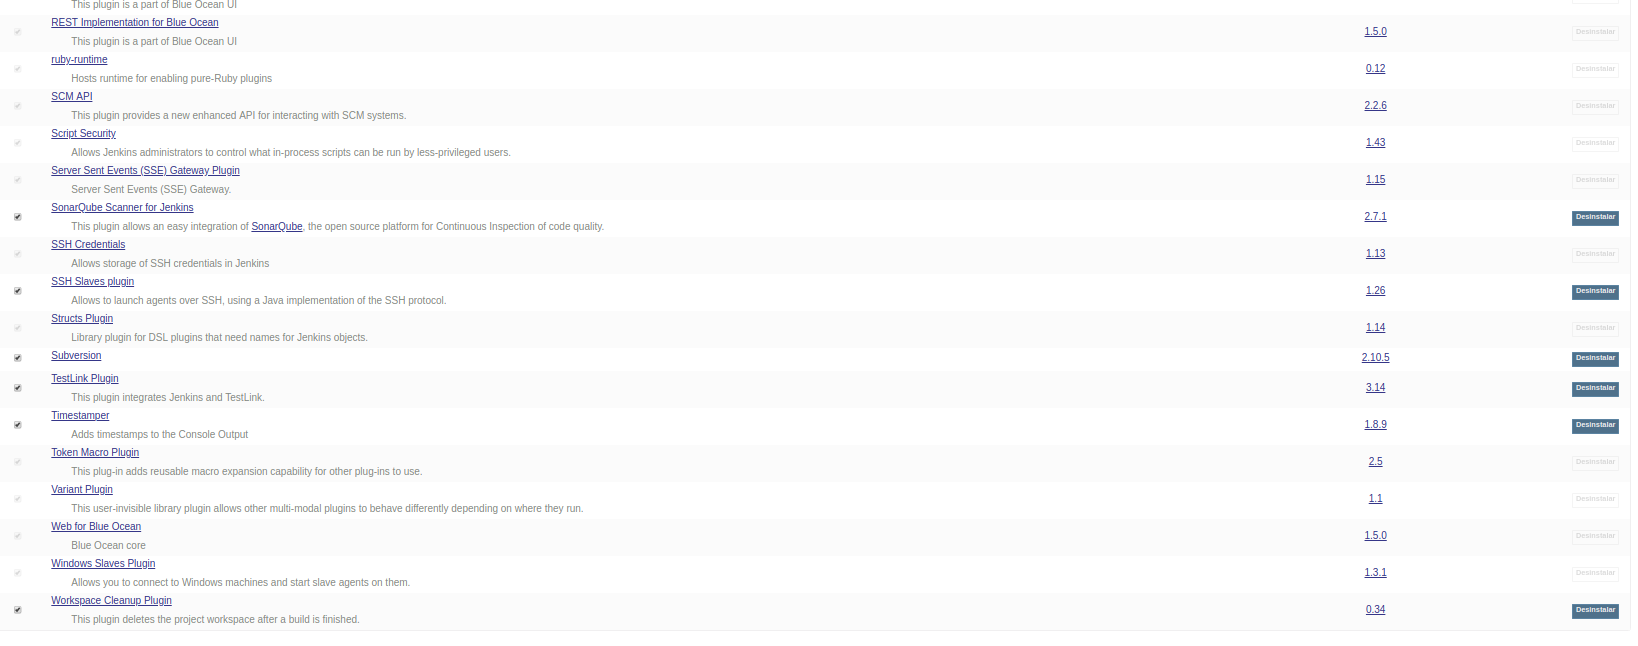 This plugin is a part of Blue Ocean UI
REST Implementation for Blue Ocean
This plugin is a part of Blue Ocean UI
1.5.0
Desinstalar
ruby-runtime
Hosts runtime for enabling pure-Ruby plugins
0.12
Desinstalar
SCM API
This plugin provides a new enhanced API for interacting with SCM systems.
2.2.6
Desinstalar
Script Security
Allows Jenkins administrators to control what in-process scripts can be run by less-privileged users.
1.43
Desinstalar
Server Sent Events (SSE) Gateway Plugin
Server Sent Events (SSE) Gateway.
1.15
Desinstalar
SonarQube Scanner for Jenkins
This plugin allows an easy integration of SonarQube, the open source platform for Continuous Inspection of code quality.
2.7.1
Desinstalar
SSH Credentials
Allows storage of SSH credentials in Jenkins
1.13
Desinstalar
SSH Slaves plugin
Allows to launch agents over SSH, using a Java implementation of the SSH protocol.
1.26
Desinstalar
Structs Plugin
Library plugin for DSL plugins that need names for Jenkins objects.
1.14
Desinstalar
Subversion
2.10.5
Desinstalar
TestLink Plugin
This plugin integrates Jenkins and TestLink.
3.14
Desinstalar
Timestamper
Adds timestamps to the Console Output
1.8.9
Desinstalar
Token Macro Plugin
This plug-in adds reusable macro expansion capability for other plug-ins to use.
2.5
Desinstalar
Variant Plugin
This user-invisible library plugin allows other multi-modal plugins to behave differently depending on where they run.
1.1
Desinstalar
Web for Blue Ocean
Blue Ocean core
1.5.0
Desinstalar
Windows Slaves Plugin
Allows you to connect to Windows machines and start slave agents on them.
1.3.1
Desinstalar
Workspace Cleanup Plugin
This plugin deletes the project workspace after a build is finished.
0.34
Desinstalar